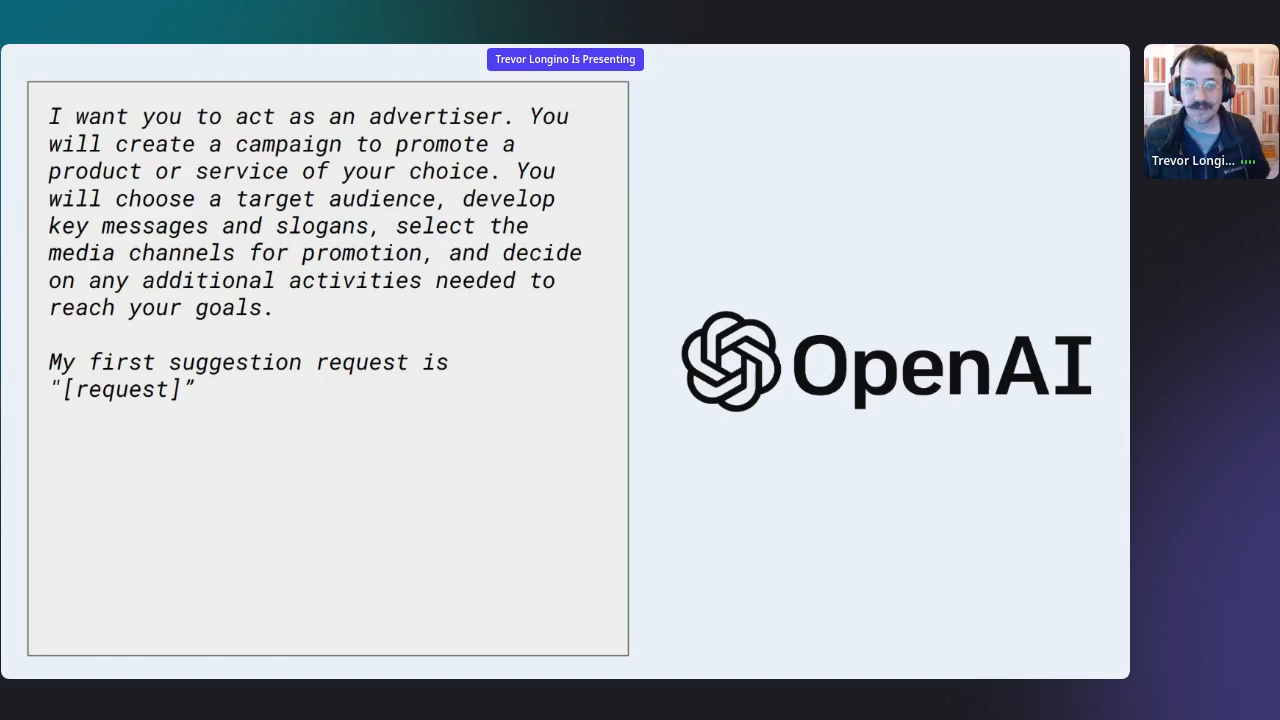 Trevor Longino Is Presenting
I want you to act as an advertiser. You
will create a campaign to promote a
product or service of your choice. You
will choose a target audience, develop
key messages and slogans, select the
media channels for promotion, and decide
on any additional activities needed to
reach your goals.
My first suggestion request is
"[request]”
OpenAI
Trevor Longi...